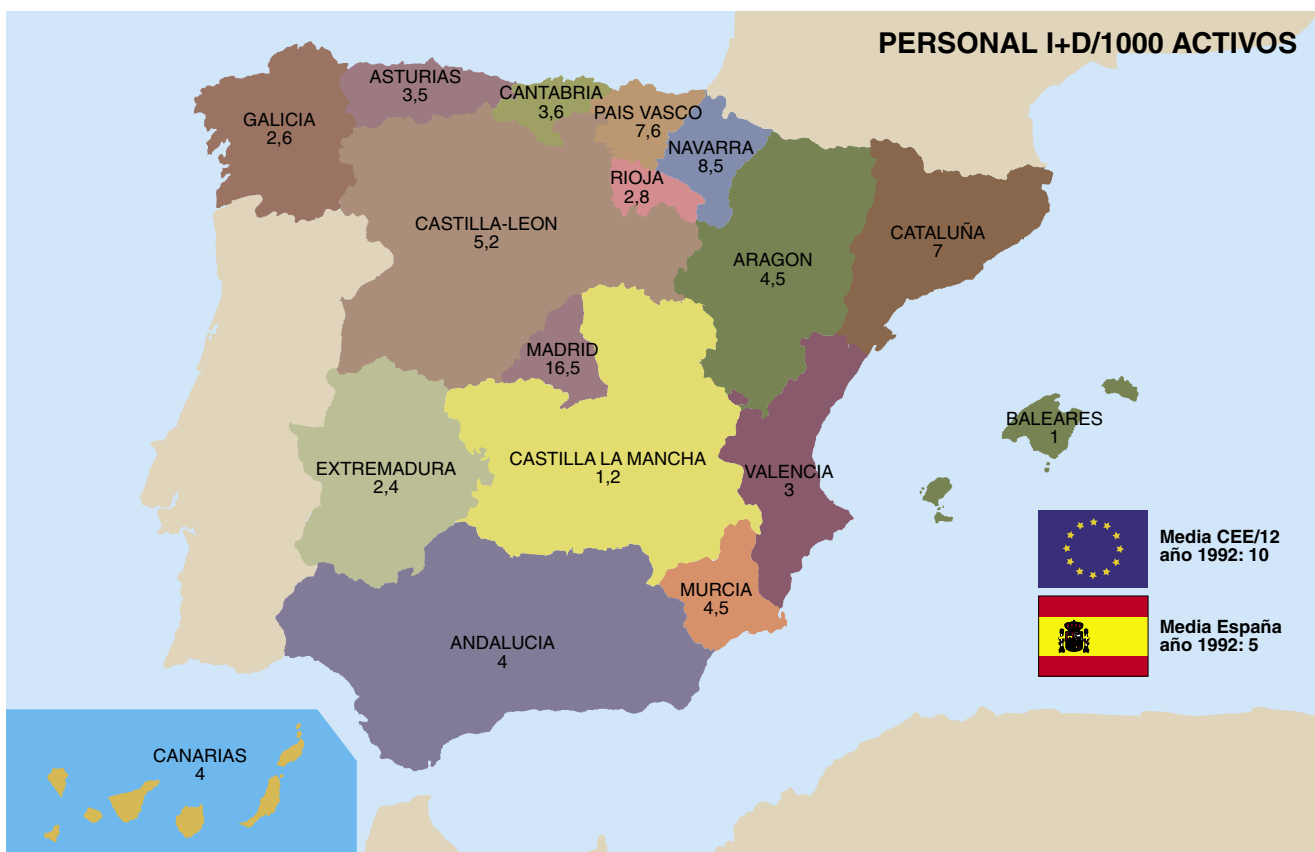 PERSONAL I+D/1000 ACTIVOS
ASTURIAS
3,5
CANTABRIA
3,6
PAIS VASCO
7,6
GALICIA
2,6
NAVARRA
8,5
RIOJA
2,8
CASTILLA-LEON
5,2
CATALUÑA
7
ARAGON
4,5
MADRID
16,5
BALEARES
1
EXTREMADURA
2,4
CASTILLA LA MANCHA
1,2
VALENCIA
3
Media CEE/12
año 1992: 10
MURCIA
4,5
Media España
año 1992: 5
ANDALUCIA
4
CANARIAS
4